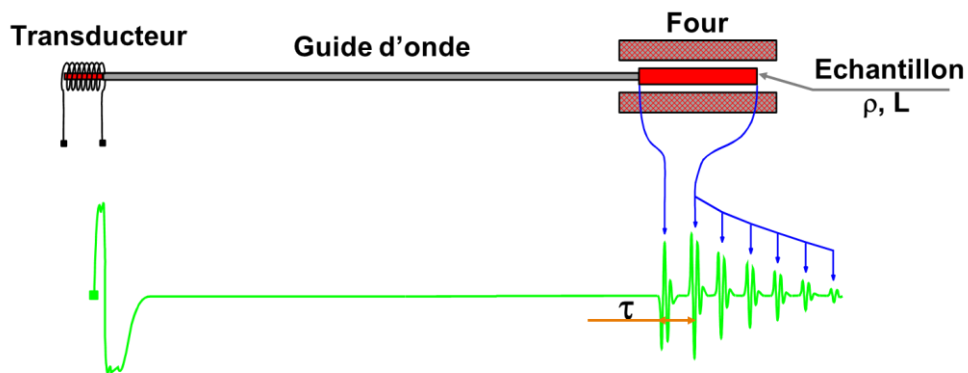 Transducteur
Guide d'onde
Four
Echantillon
ρ, L
τ